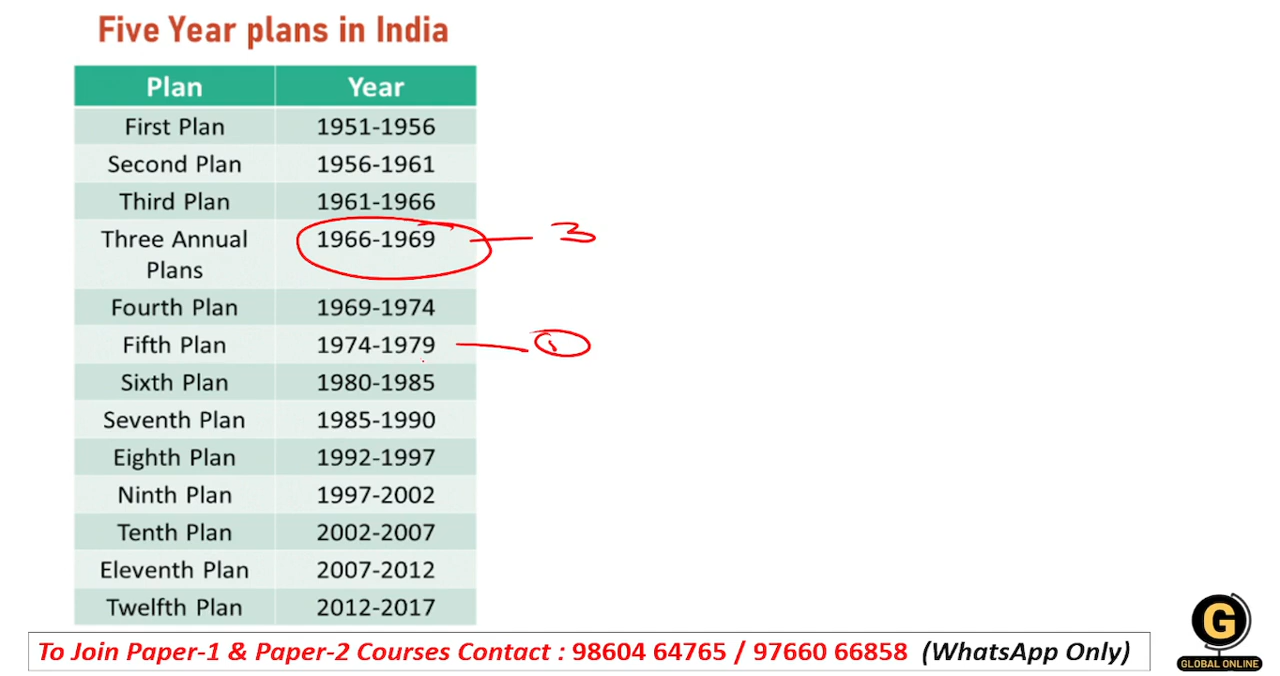 Five Year plans in India
Plan Year
First Plan 1951-1956
Second Plan 1956-1961
Third Plan 1961-1966
Three Annual 1966-1969
Plans
3
Fourth Plan 1969-1974
Fifth Plan 1974-1979
Sixth Plan 1980-1985
Seventh Plan 1985-1990
Eighth Plan 1992-1997
Ninth Plan 1997-2002
Tenth Plan 2002-2007
Eleventh Plan 2007-2012
Twelfth Plan 2012-2017
To Join Paper-1 & Paper-2 Courses Contact : 98604 64765 / 97660 66858 (WhatsApp Only)
G
GLOBAL ONLINE